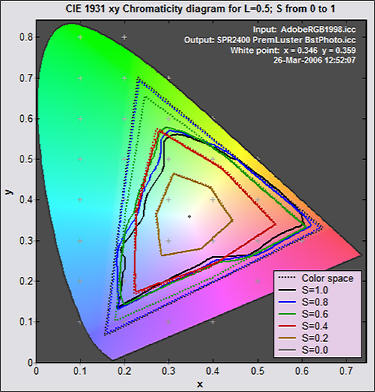 CIE 1931 xy Chromaticity diagram for L=0.5; S from 0 to 1
Input: AdobeRGB1998.icc
Output: SPR2400 PremLuster BstPhoto.icc
White point: x = 0.346 y = 0.359
26-Mar-2006 12:52:07
0.8
0.7
0.6
0.5
0.4
0.3
0.2
0.1
0
y
0
0.1
0.2
0.3
0.4
0.5
0.6
0.7
x
Color space
S=1.0
S=0.8
S=0.6
S=0.4
S=0.2
S=0.0